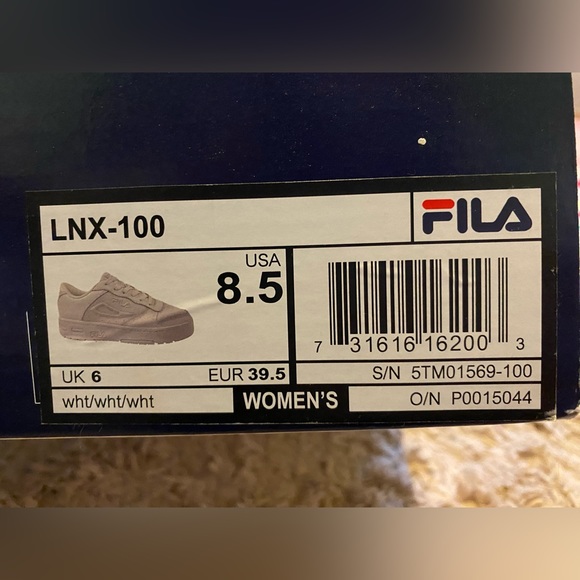 LNX-100
FILA
USA
8.5
UK 6
EUR 39.5
wht/wht/wht
WOMEN'S
7 31616 16200 3
S/N 5TM01569-100
O/N P0015044